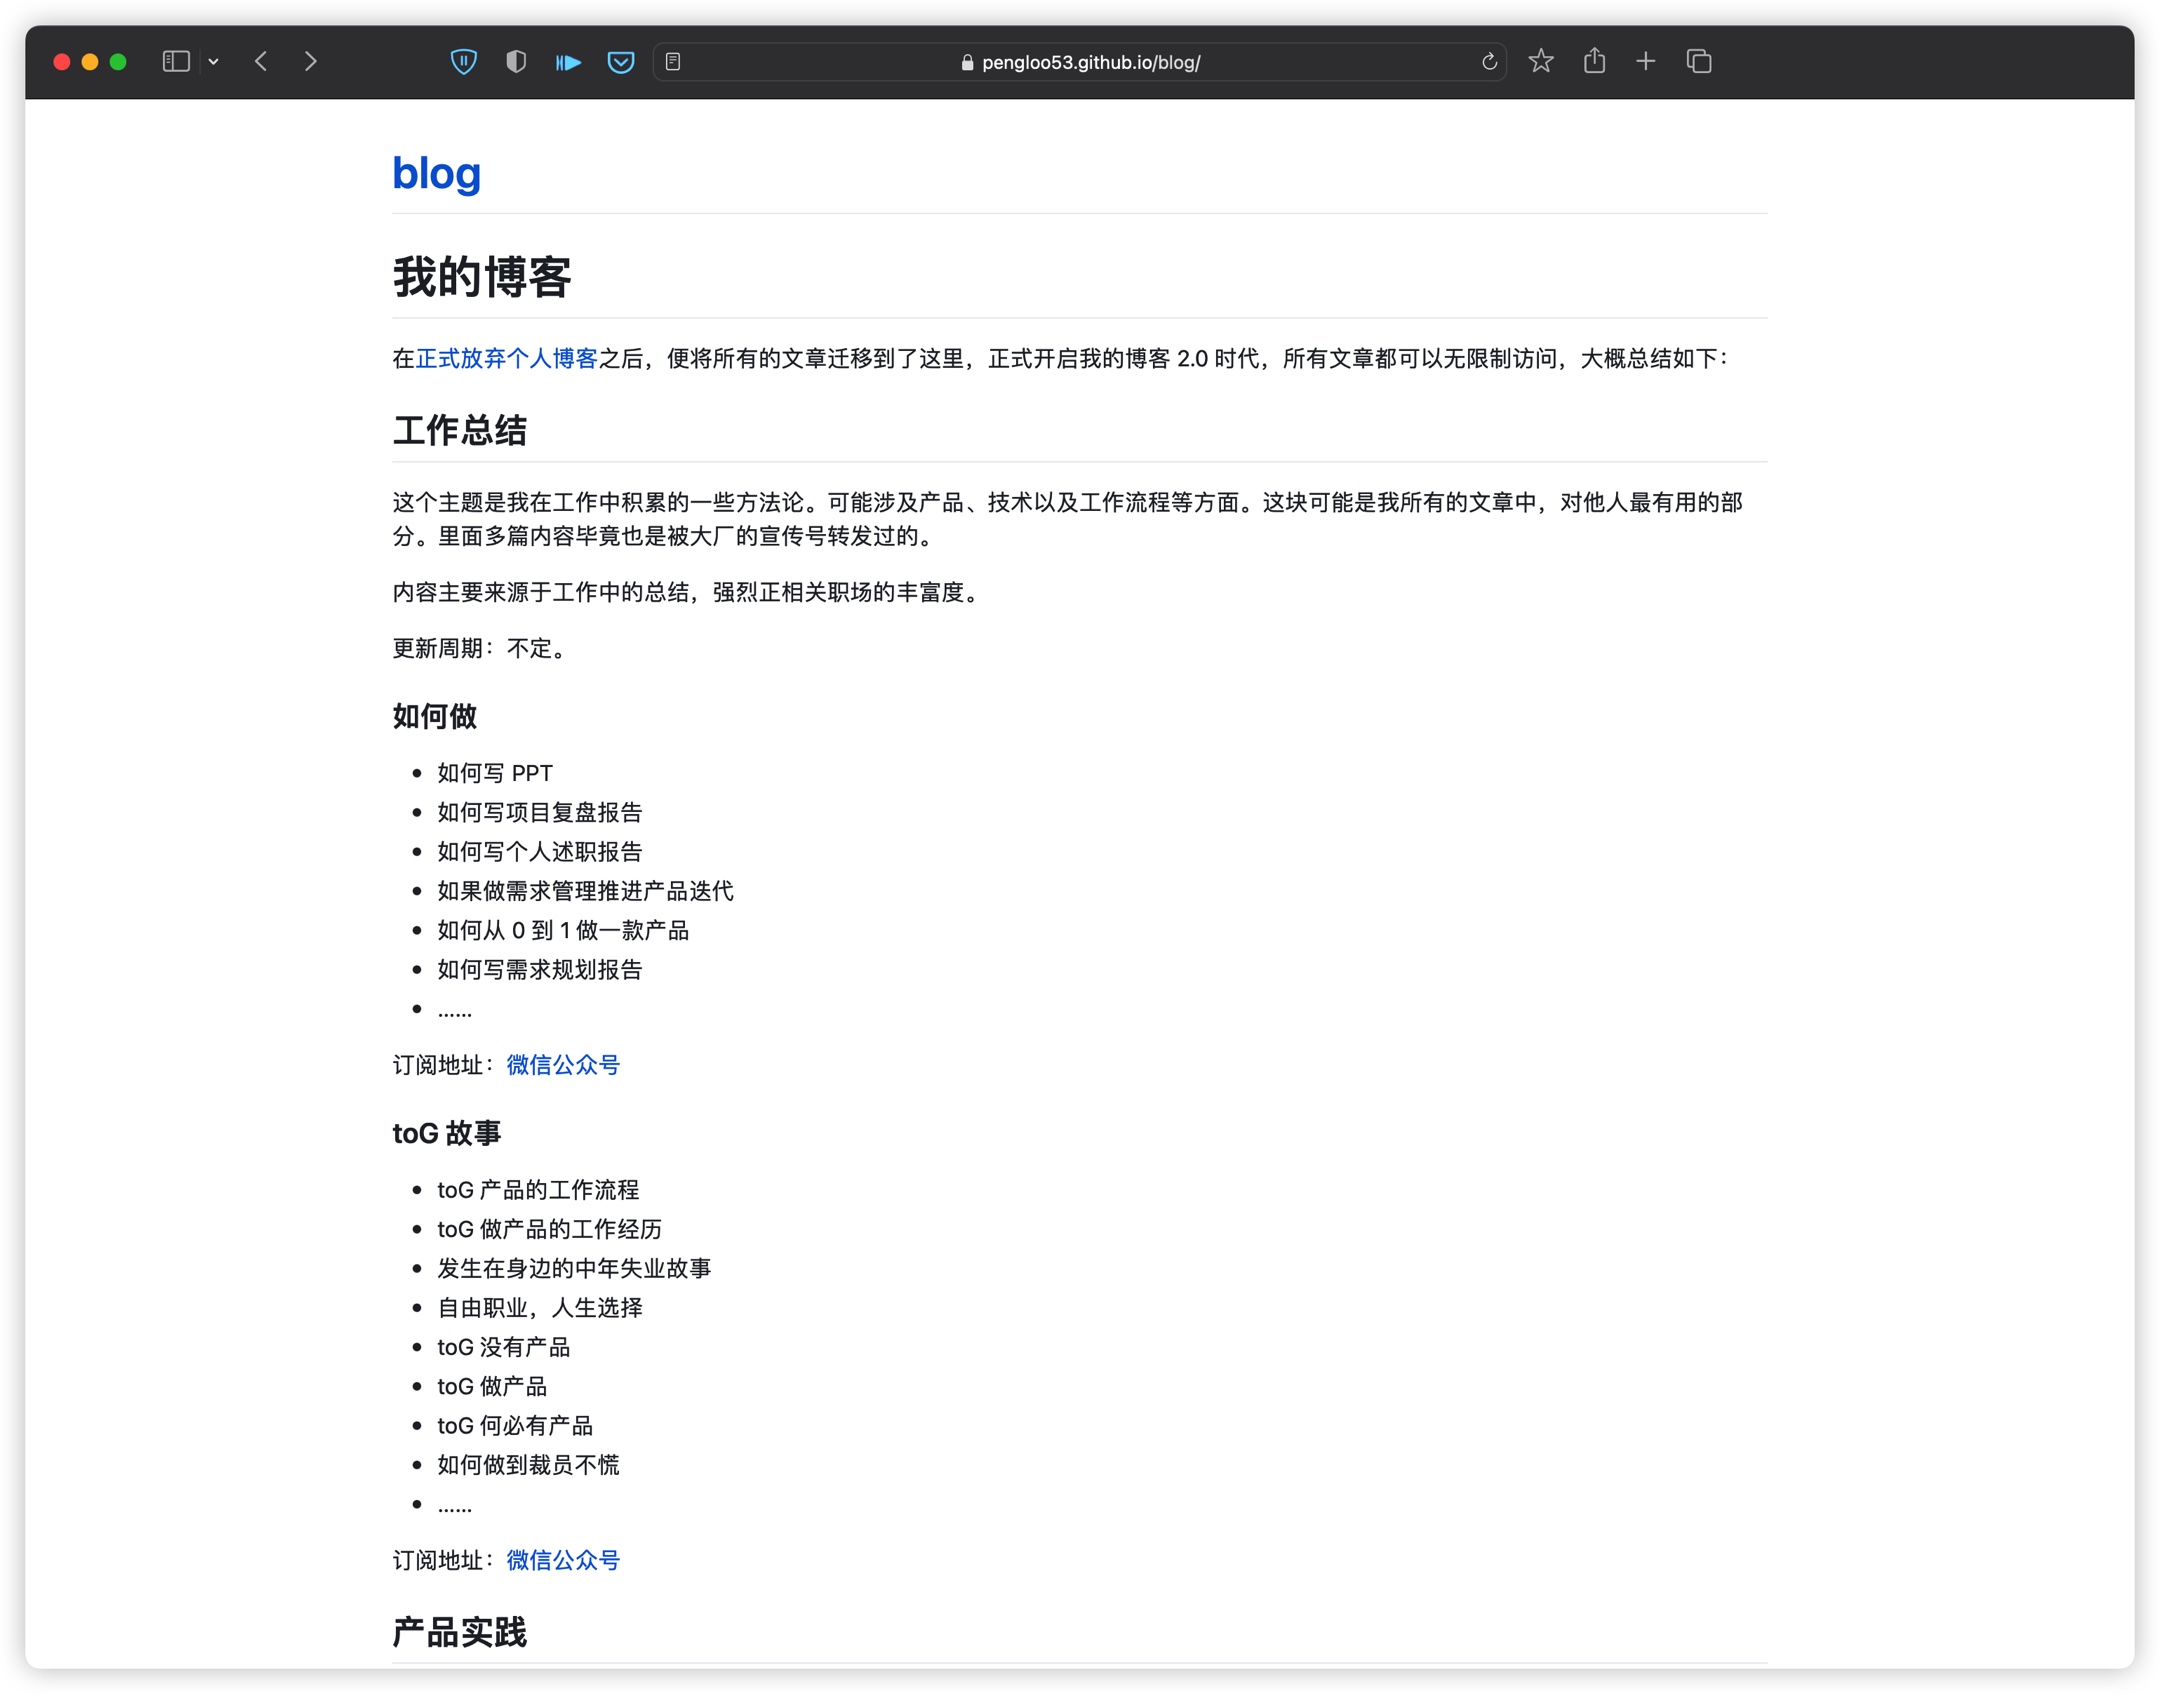 pengloo53.github.io/blog/
blog
我的博客
在正式放弃个人博客之后，便将所有的文章迁移到了这里，正式开启我的博客 2.0 时代，所有文章都可以无限制访问，大概总结如下：
工作总结
这个主题是我在工作中积累的一些方法论。可能涉及产品、技术以及工作流程等方面。这块可能是我所有的文章中，对他人最有用的部
分。里面多篇内容毕竟也是被大厂的宣传号转发过的。
内容主要来源于工作中的总结，强烈正相关职场的丰富度。
更新周期：不定。
如何做
• 如何写 PPT
• 如何写项目复盘报告
• 如何写个人述职报告
• 如果做需求管理推进产品迭代
• 如何从 0 到 1 做一款产品
• 如何写需求规划报告
• ……
订阅地址：微信公众号
toG 故事
• toG 产品的工作流程
• toG 做产品的工作经历
• 发生在身边的中年失业故事
• 自由职业，人生选择
• toG 没有产品
• toG 做产品
• toG 何必有产品
• 如何做到裁员不慌
• ……
订阅地址：微信公众号
产品实践